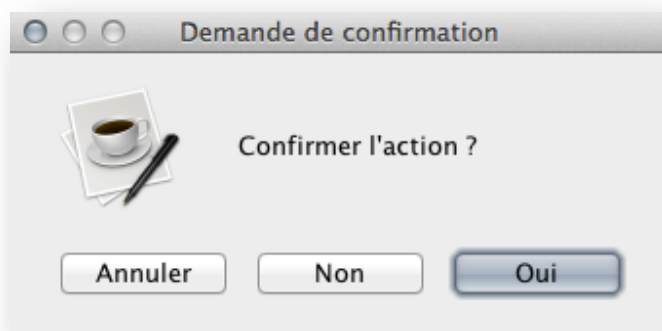 Demande de confirmation
Confirmer l'action ?
Annuler Non Oui